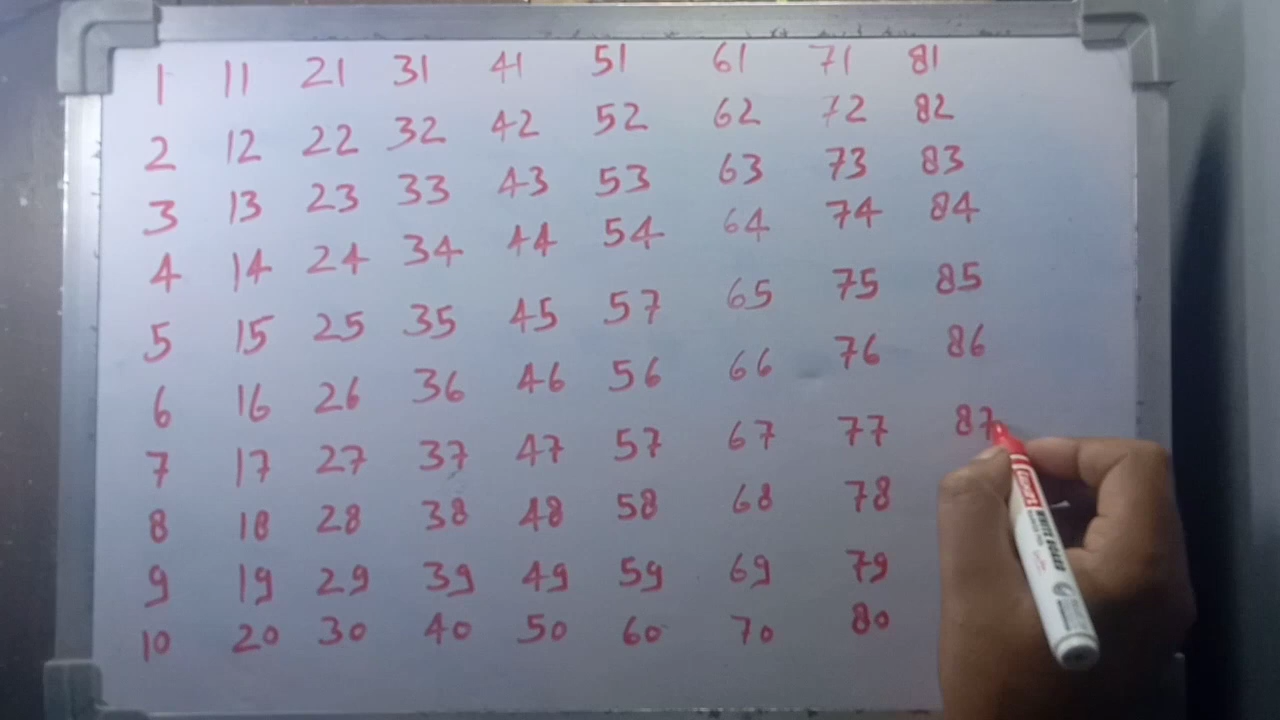 1 11 21 31 41 51 61 71 81
2 12 22 32 42 52 62 72 82
3 13 23 33 43 53 63 73 83
4 14 24 34 44 54 64 74 84
5 15 25 35 45 57 65 75 85
6 16 26 36 46 56 66 76 86
7 17 27 37 47 57 67 77 87
8 18 28 38 48 58 68 78
9 19 29 39 49 59 69 79
10 20 30 40 50 60 70 80
WHITE BOARD